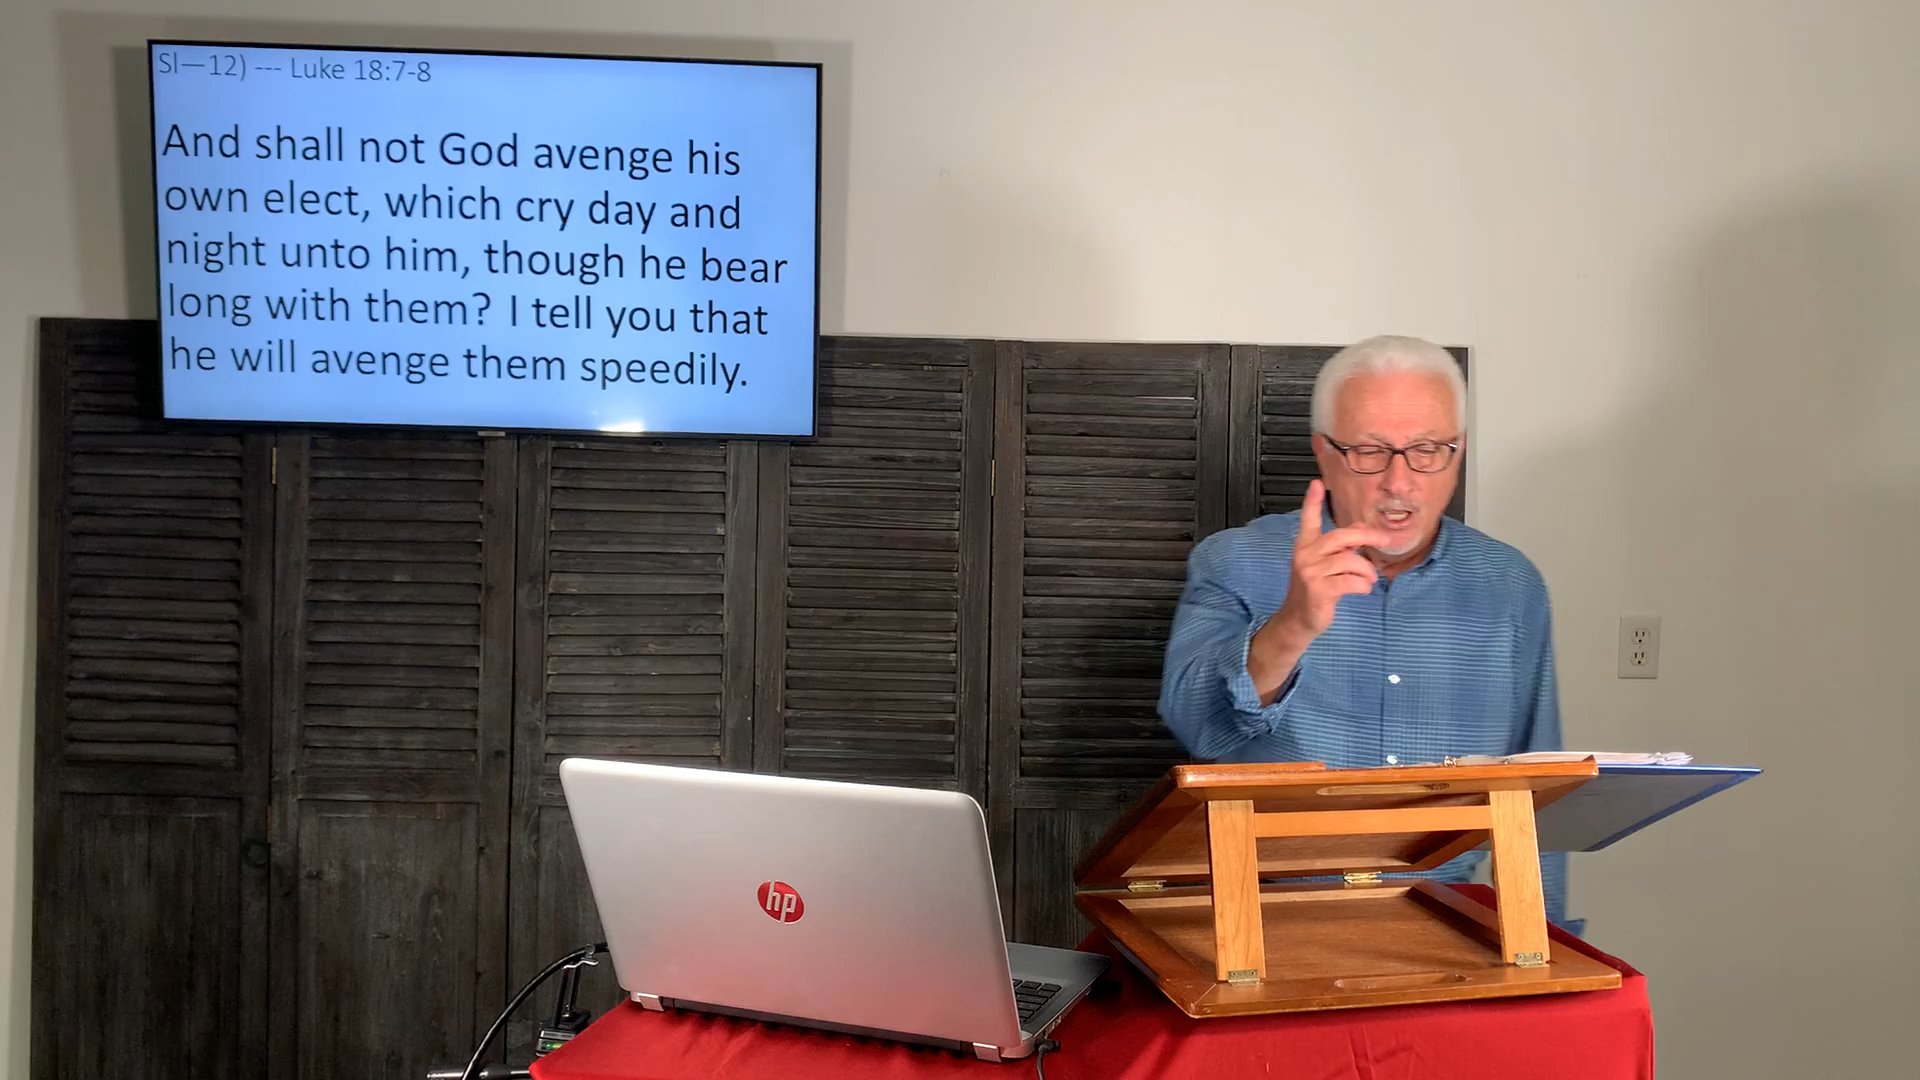 Sl—12) --- Luke 18:7-8
And shall not God avenge his
own elect, which cry day and
night unto him, though he bear
long with them? I tell you that
he will avenge them speedily.
hp